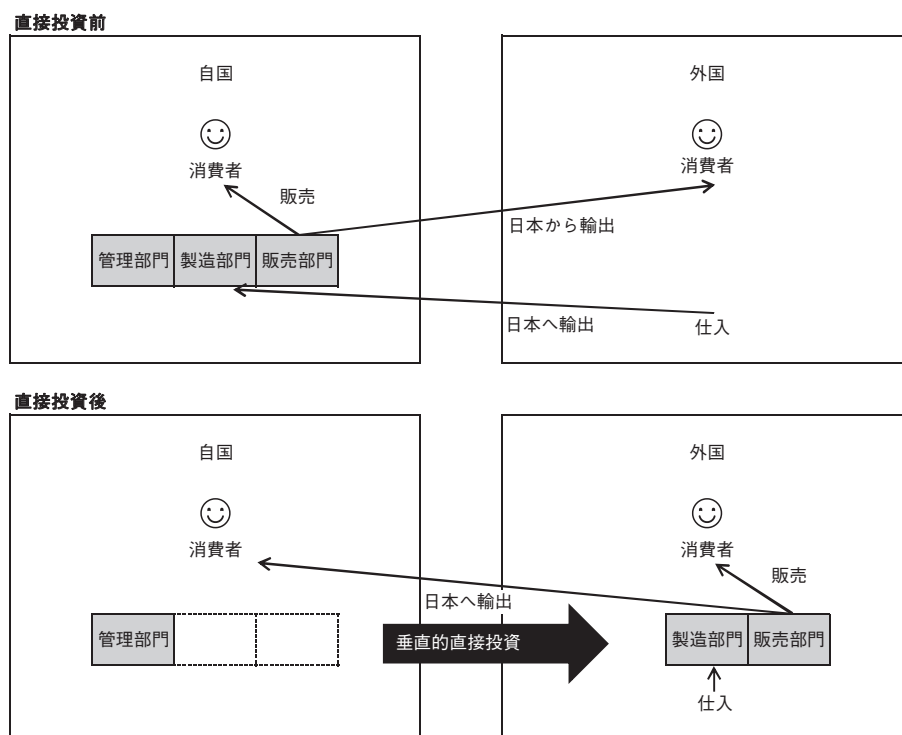 直接投資前
自国
外国
消費者
消費者
販売
日本から輸出
管理部門
製造部門
販売部門
日本へ輸出
仕入
直接投資後
自国
外国
消費者
消費者
販売
日本へ輸出
管理部門
垂直的直接投資
製造部門
販売部門
仕入